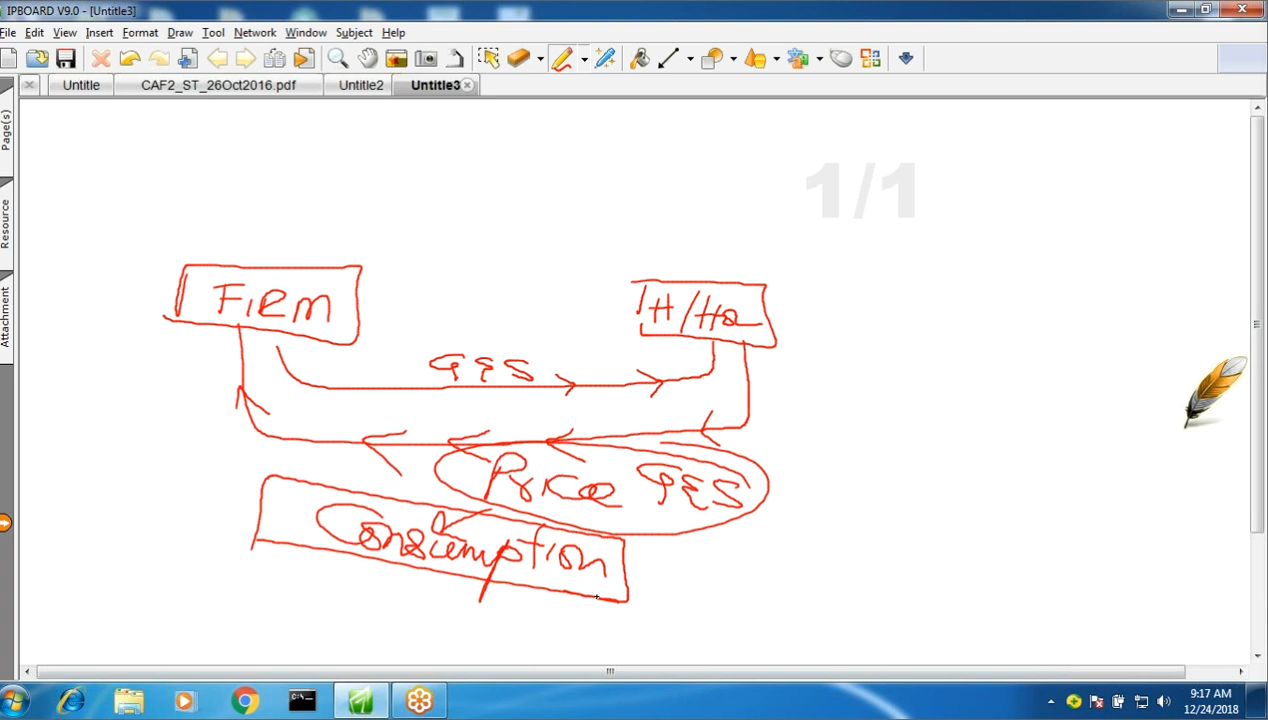 IPBOARD V9.0 - [Untitle3]
File Edit View Insert Format Draw Tool Network Window Subject Help
Untitle CAF2_ST_26Oct2016.pdf Untitle2 Untitle3
Page(s)
Resource
Attachment
1/1
FIRM
H/Ho
G&S
Price G&S
Consumption
C:\_
9:17 AM
12/24/2018